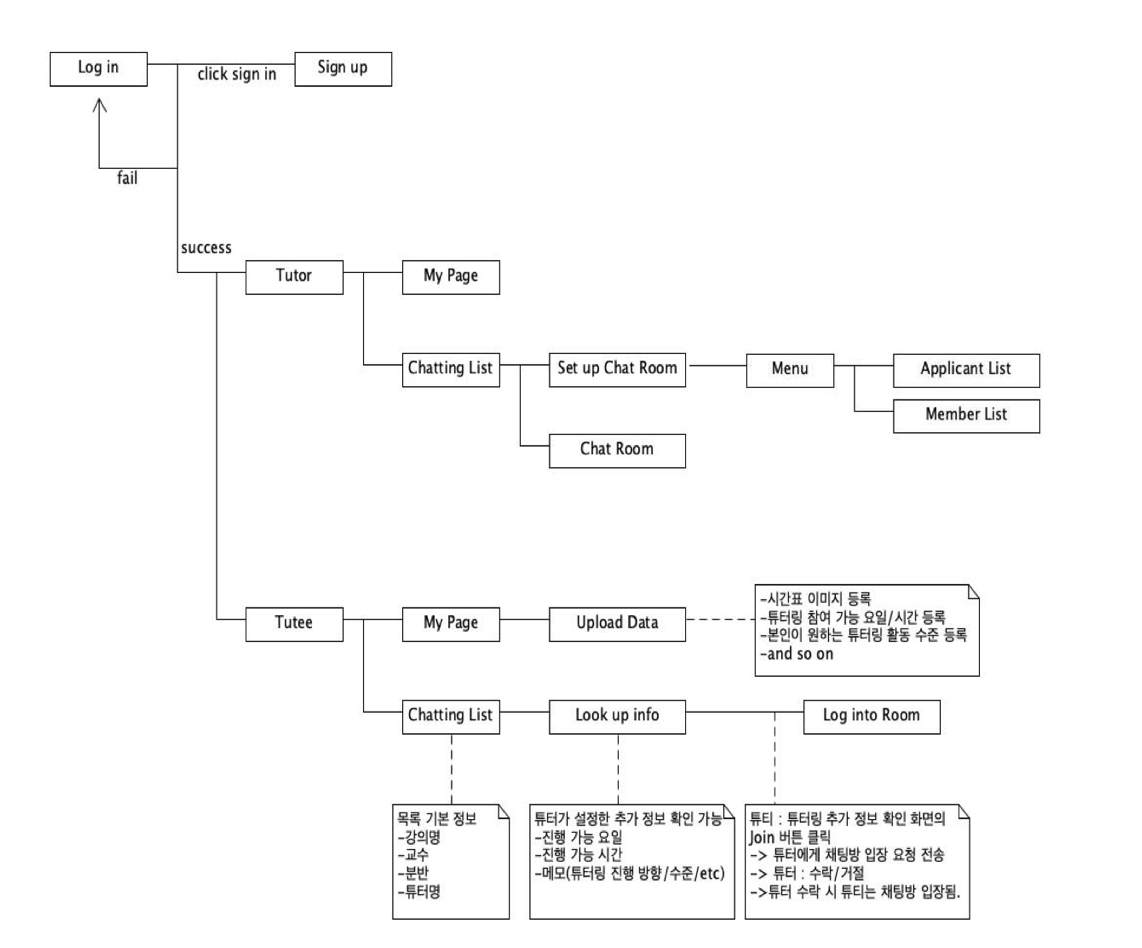 Log in
click sign in
Sign up
fail
success
Tutor
My Page
Chatting List
Set up Chat Room
Menu
Applicant List
Member List
Chat Room
Tutee
My Page
Upload Data
-시간표 이미지 등록
-튜터링 참여 가능 요일/시간 등록
-본인이 원하는 튜터링 활동 수준 등록
-and so on
Chatting List
Look up info
Log into Room
목록 기본 정보
-강의명
-교수
-분반
-튜터명
튜터가 설정한 추가 정보 확인 가능
-진행 가능 요일
-진행 가능 시간
-메모(튜터링 진행 방향/수준/etc)
튜티 : 튜터링 추가 정보 확인 화면의
Join 버튼 클릭
-> 튜터에게 채팅방 입장 요청 전송
-> 튜터 : 수락/거절
->튜터 수락 시 튜티는 채팅방 입장됨.